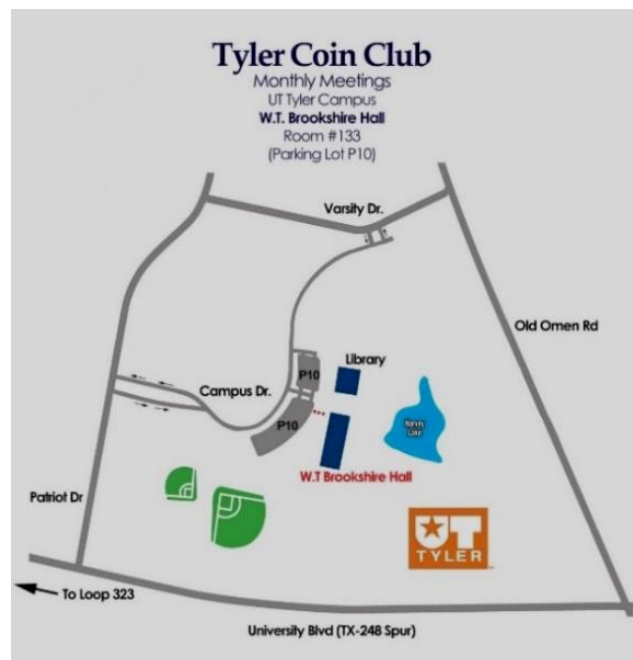 Tyler Coin Club
Monthly Meetings
UT Tyler Campus
W.T. Brookshire Hall
Room #133
(Parking Lot P10)
Varsity Dr.
Old Omen Rd
Library
P10
Campus Dr.
P10
Harvey
Lake
W.T Brookshire Hall
Patriot Dr
UT
TYLER
To Loop 323
University Blvd (TX-248 Spur)